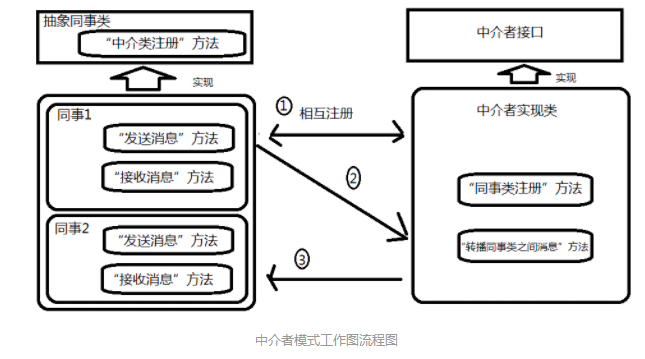 抽象同事类
“中介类注册”方法
中介者接口
实现
实现
同事1
“发送消息”方法
“接收消息”方法
①
相互注册
中介者实现类
②
“同事类注册”方法
同事2
“发送消息”方法
“接收消息”方法
“转播同事类之间消息”方法
③
中介者模式工作图流程图